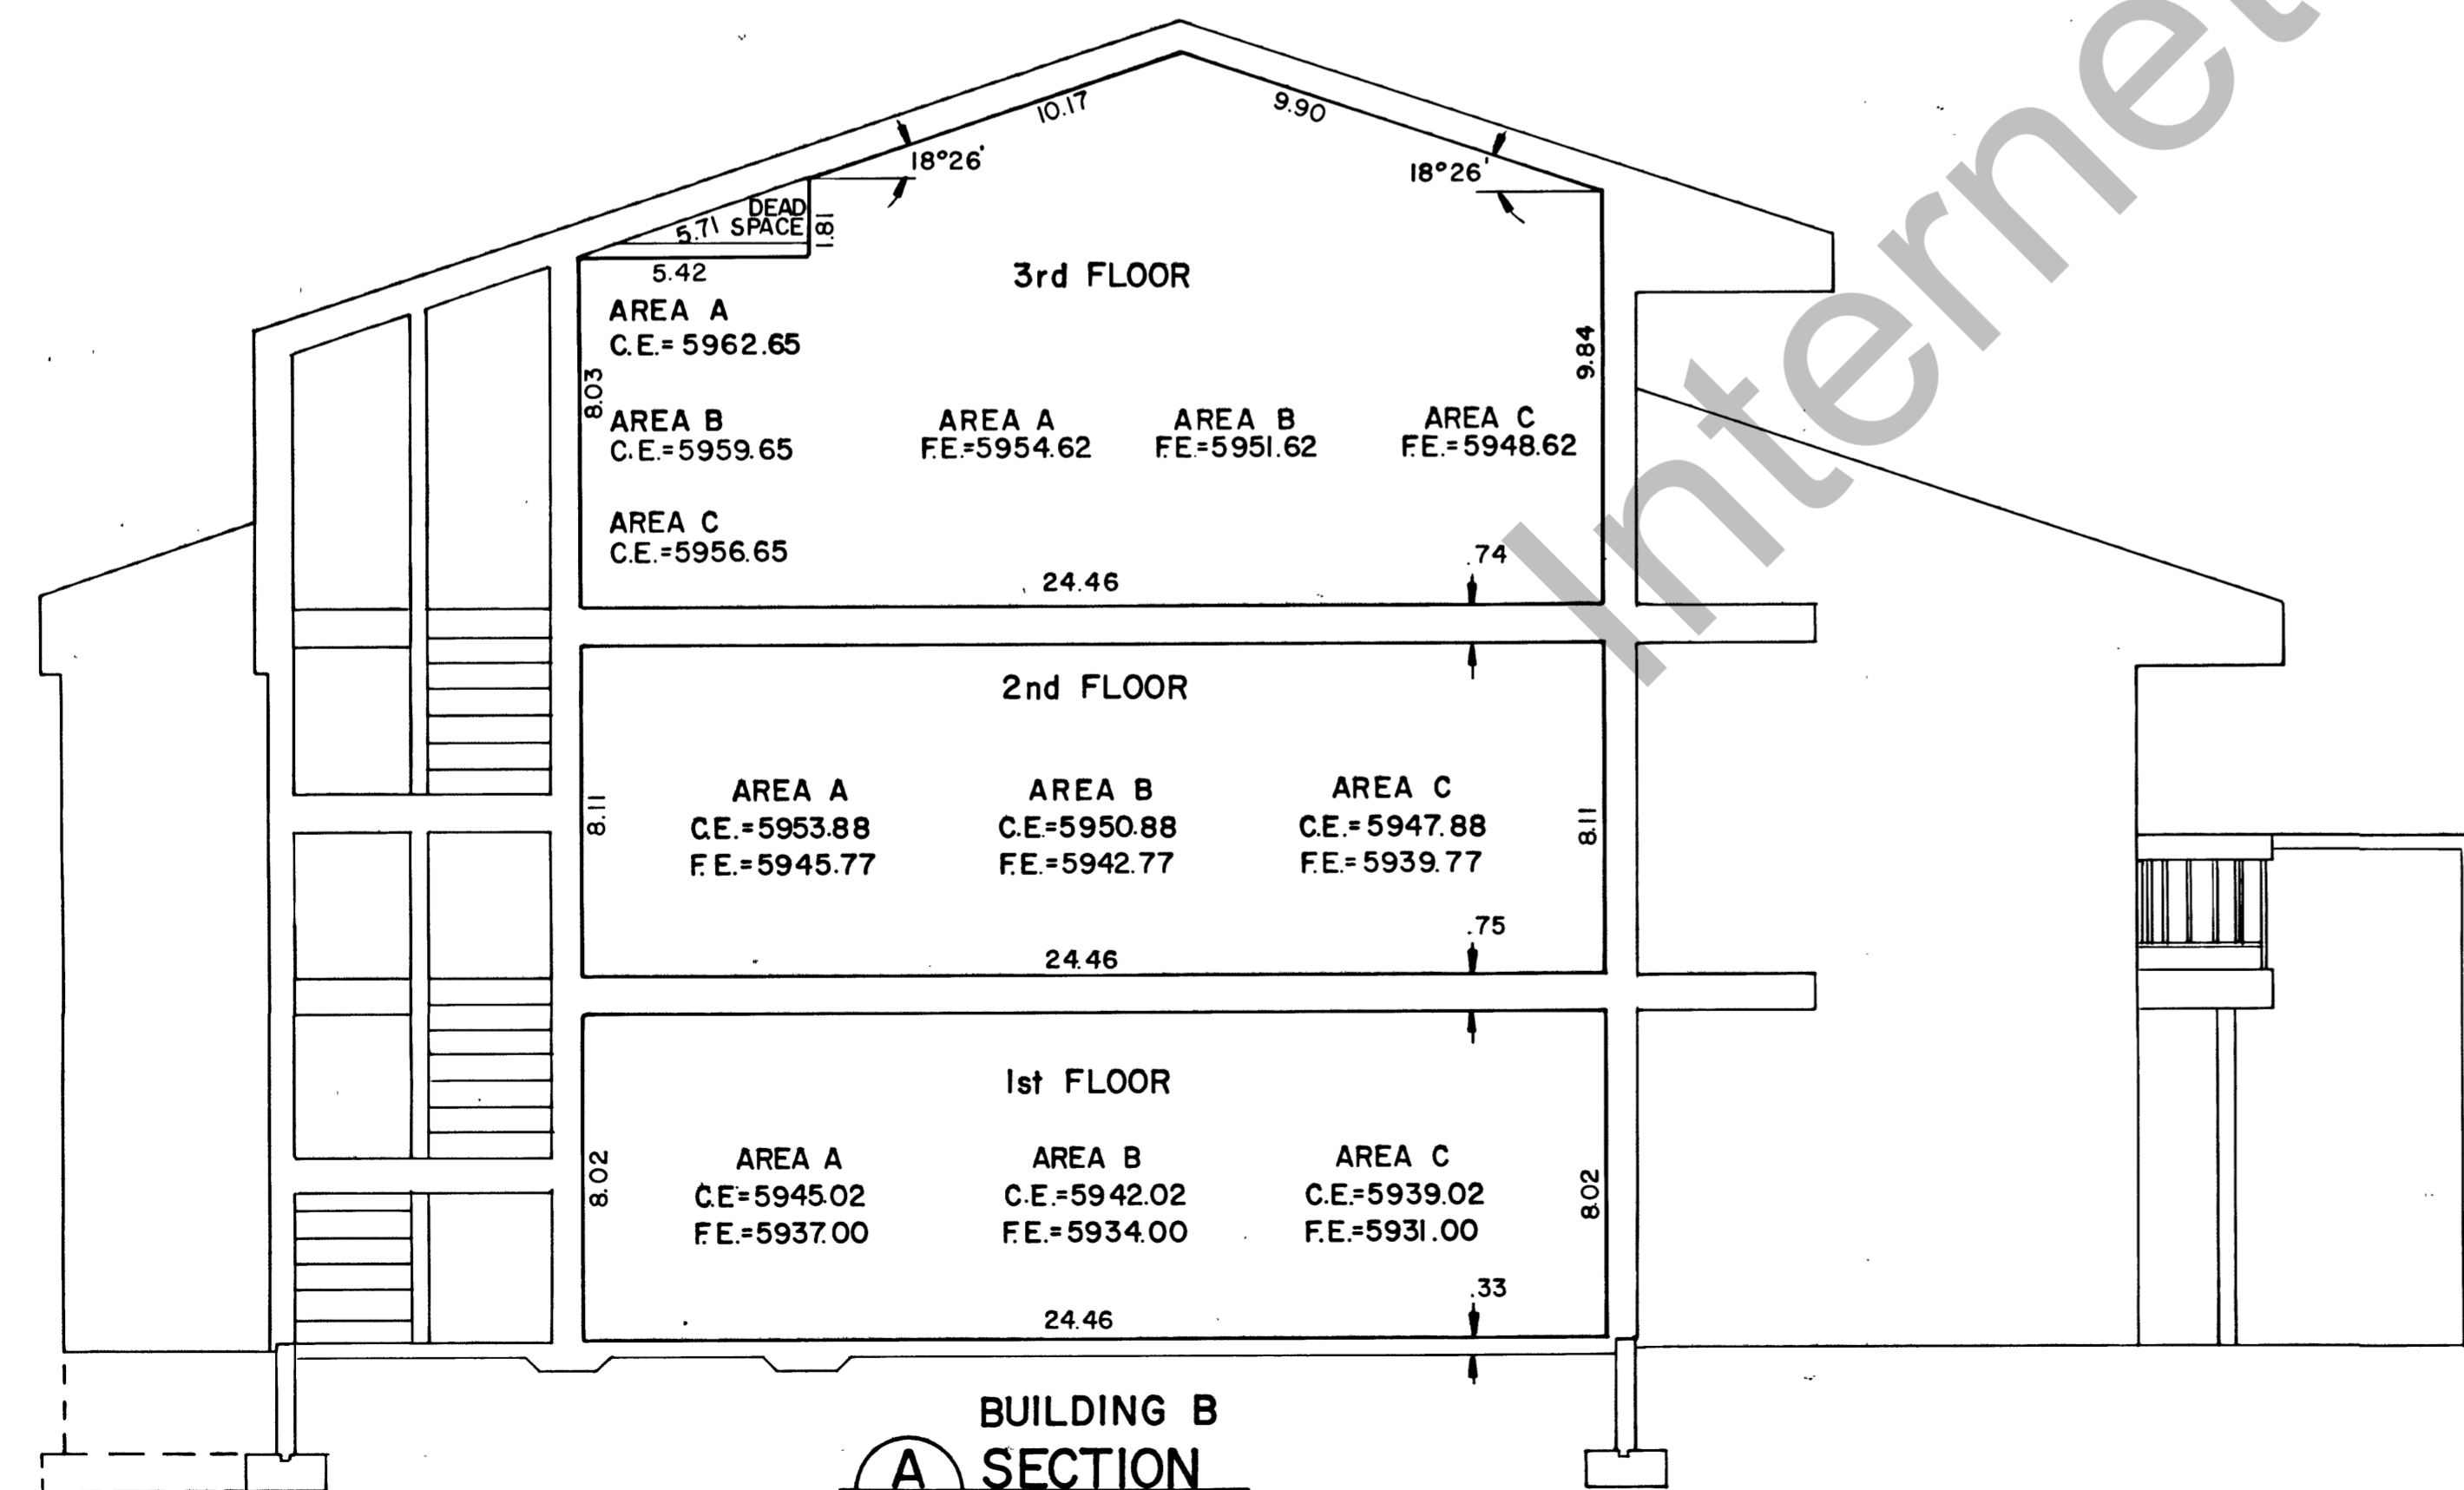 Internet
10.17
9.90
18°26'
18°26'
DEAD
SPACE
5.71
1.81
5.42
3rd FLOOR
AREA A
C.E.= 5962.65
8.03
9.84
AREA B
C.E.=5959.65
AREA A
F.E.=5954.62
AREA B
F.E.=5951.62
AREA C
F.E.=5948.62
AREA C
C.E.=5956.65
.74
24.46
2nd FLOOR
8.11
8.11
AREA A
C.E.=5953.88
F.E.=5945.77
AREA B
C.E.=5950.88
F.E.=5942.77
AREA C
C.E.=5947.88
F.E.=5939.77
.75
24.46
1st FLOOR
8.02
8.02
AREA A
C.E=5945.02
F.E.=5937.00
AREA B
C.E.=5942.02
F.E.=5934.00
AREA C
C.E.=5939.02
F.E.=5931.00
.33
24.46
BUILDING B
A SECTION